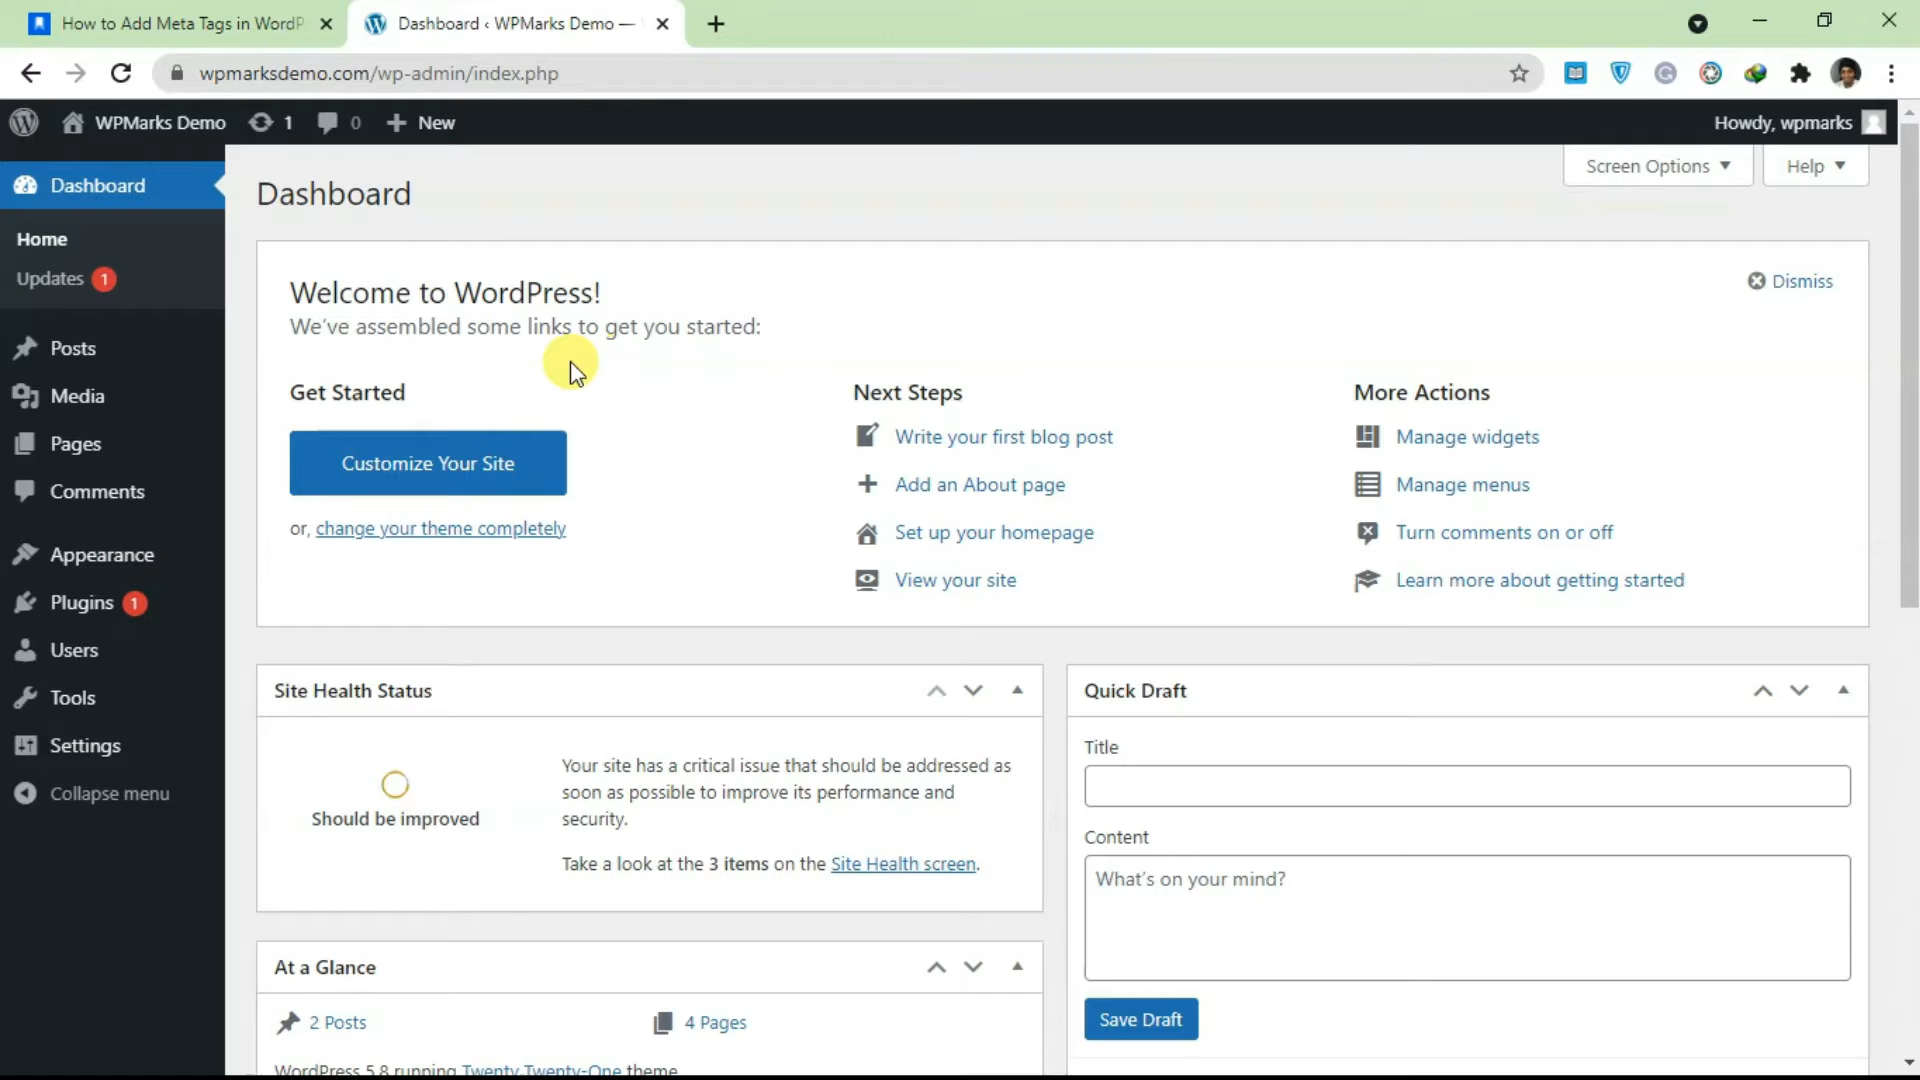 How to Add Meta Tags in WordP
Dashboard ‹ WPMarks Demo —
wpmarksdemo.com/wp-admin/index.php
WPMarks Demo
1
0
New
Howdy, wpmarks
Screen Options
Help
Dashboard
Home
Updates 1
Posts
Media
Pages
Comments
Appearance
Plugins 1
Users
Tools
Settings
Collapse menu
Dashboard
Welcome to WordPress!
We've assembled some links to get you started:
Dismiss
Get Started
Customize Your Site
or, change your theme completely
Next Steps
Write your first blog post
Add an About page
Set up your homepage
View your site
More Actions
Manage widgets
Manage menus
Turn comments on or off
Learn more about getting started
Site Health Status
Should be improved
Your site has a critical issue that should be addressed as
soon as possible to improve its performance and
security.
Take a look at the 3 items on the Site Health screen.
At a Glance
2 Posts
4 Pages
WordPress 5.8 running Twenty Twenty-One theme
Quick Draft
Title
Content
What's on your mind?
Save Draft